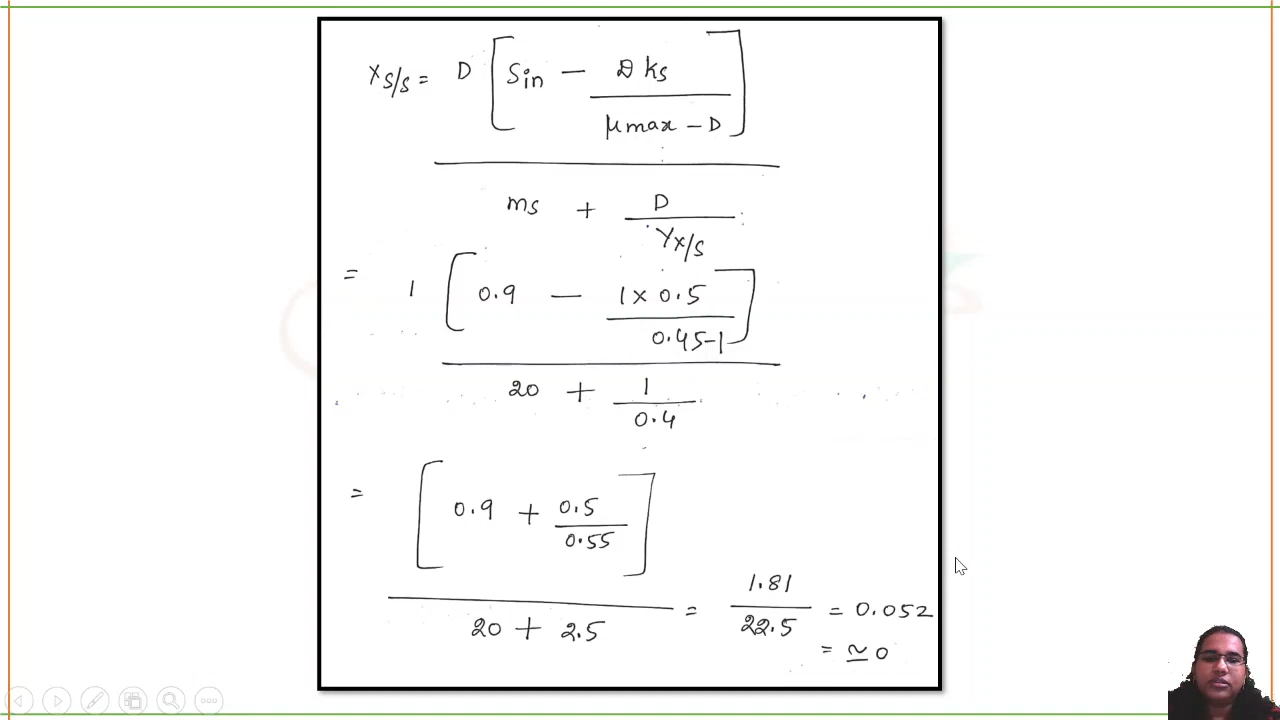 Xs/s = D [ Sin − D ks / μmax − D ]
ms + D / Yx/s
= 1 [ 0.9 − 1 × 0.5 / 0.45-1 ]
20 + 1 / 0.4
= [ 0.9 + 0.5 / 0.55 ]
20 + 2.5 = 1.81 / 22.5 = 0.052
= ≃ 0